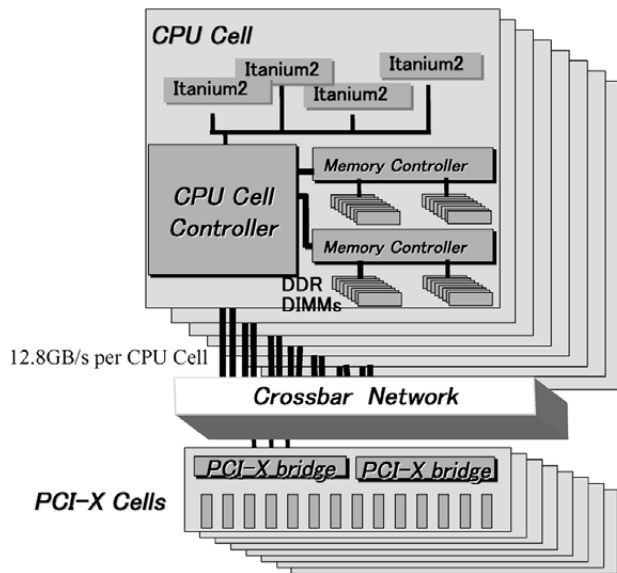 CPU Cell
Itanium2
Itanium2
Itanium2
Itanium2
CPU Cell
Controller
Memory Controller
Memory Controller
DDR
DIMMs
12.8GB/s per CPU Cell
Crossbar Network
PCI-X bridge
PCI-X bridge
PCI-X Cells